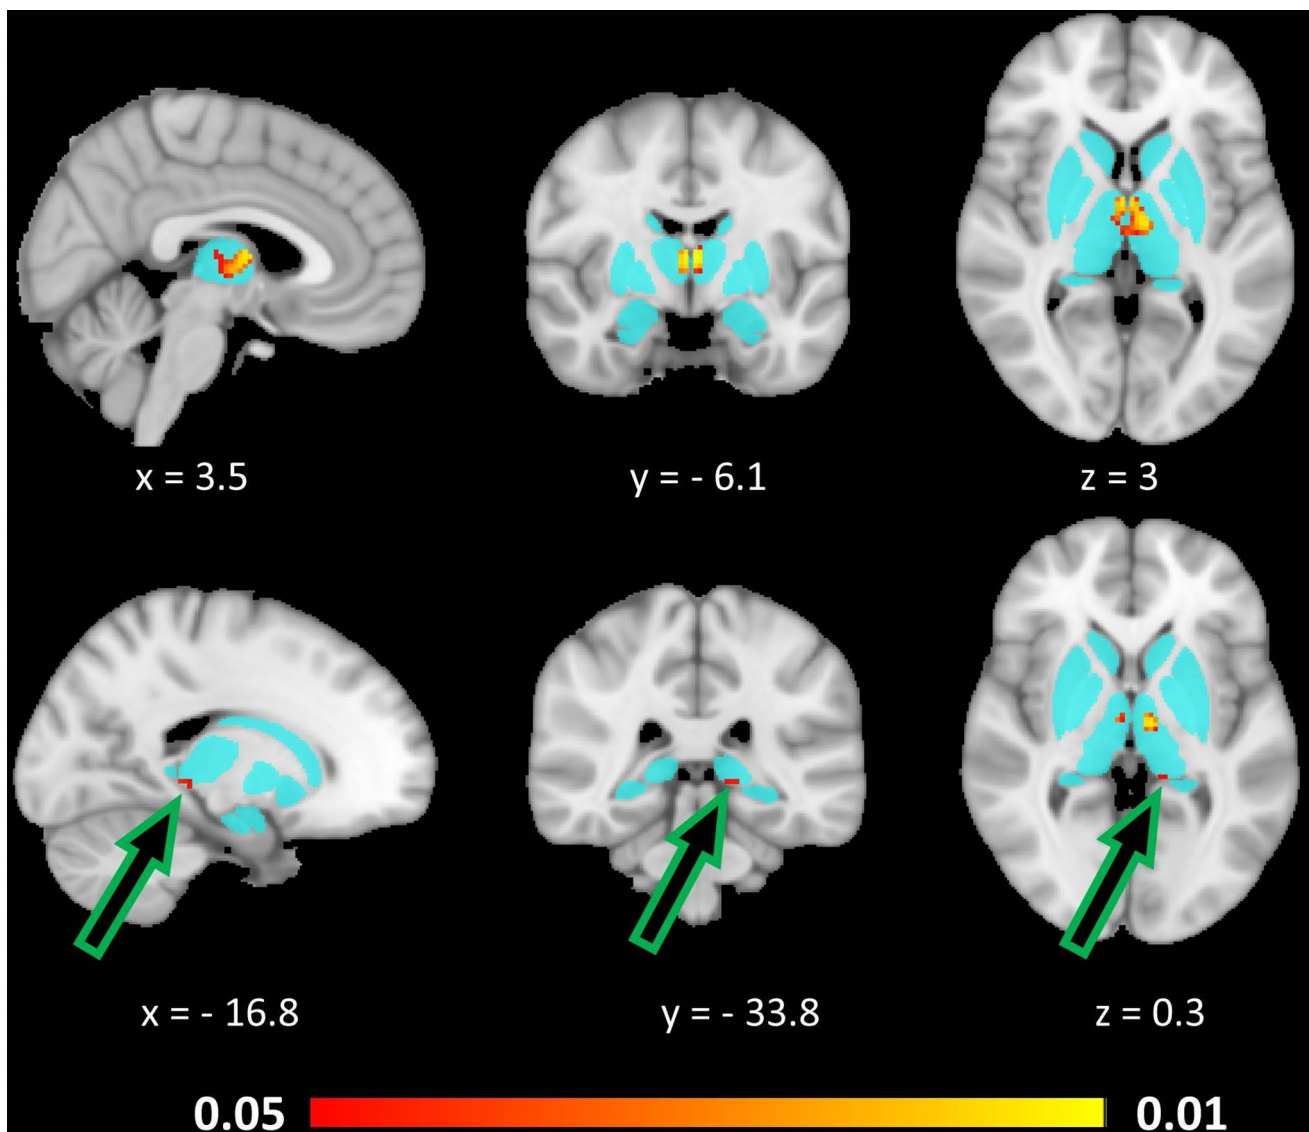 x = 3.5
y = - 6.1
z = 3
x = - 16.8
y = - 33.8
z = 0.3
0.05
0.01